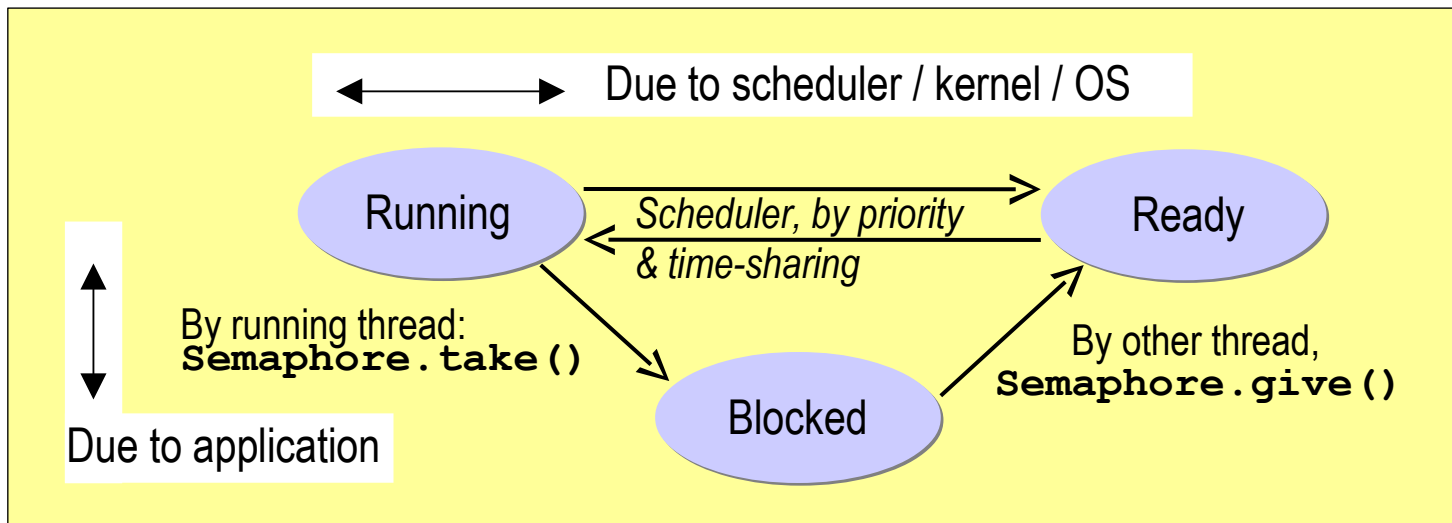 Due to scheduler / kernel / OS
Running
Scheduler, by priority
& time-sharing
Ready
By running thread:
Semaphore.take()
By other thread,
Semaphore.give()
Blocked
Due to application